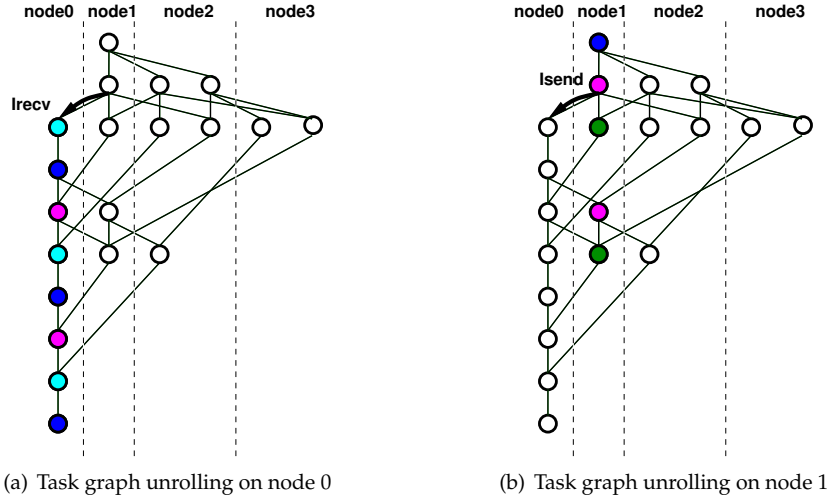 node0 node1 node2 node3
Irecv
(a) Task graph unrolling on node 0
node0 node1 node2 node3
Isend
(b) Task graph unrolling on node 1